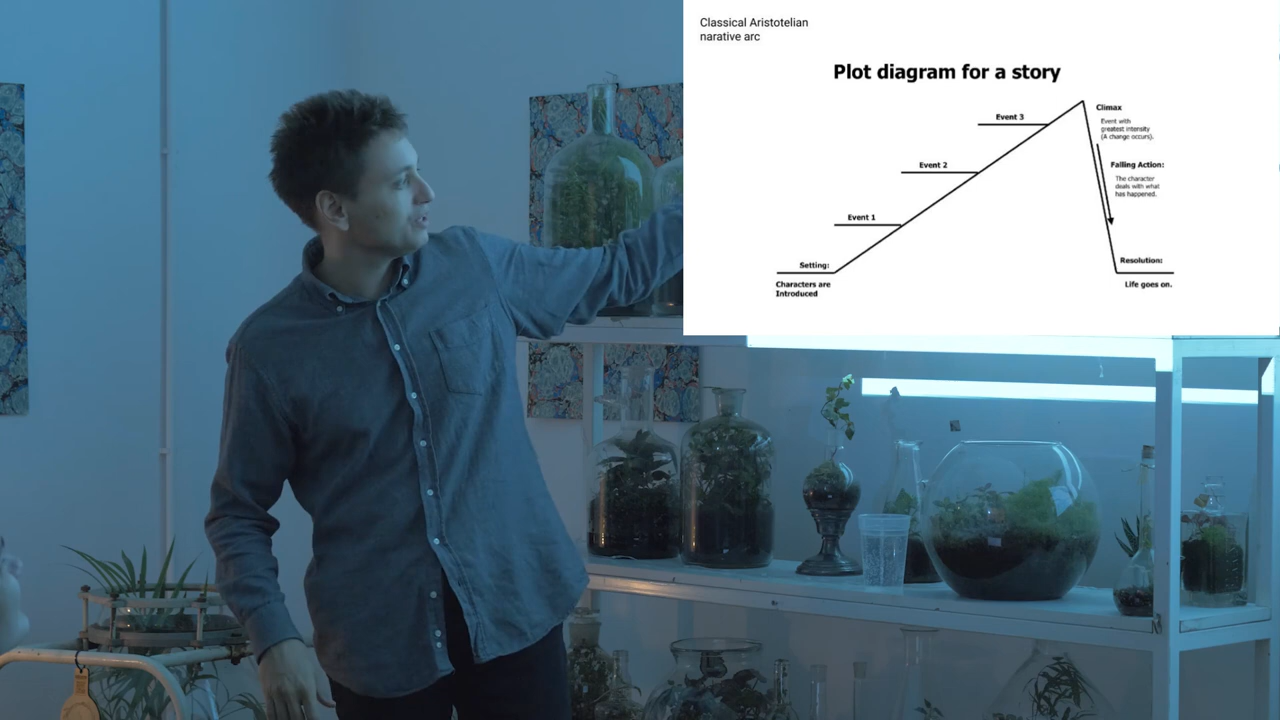 Classical Aristotelian
narative arc
Plot diagram for a story
Climax
Event with
greatest intensity
(A change occurs).
Event 3
Falling Action:
The character
deals with what
has happened.
Event 2
Event 1
Setting:
Characters are
Introduced
Resolution:
Life goes on.